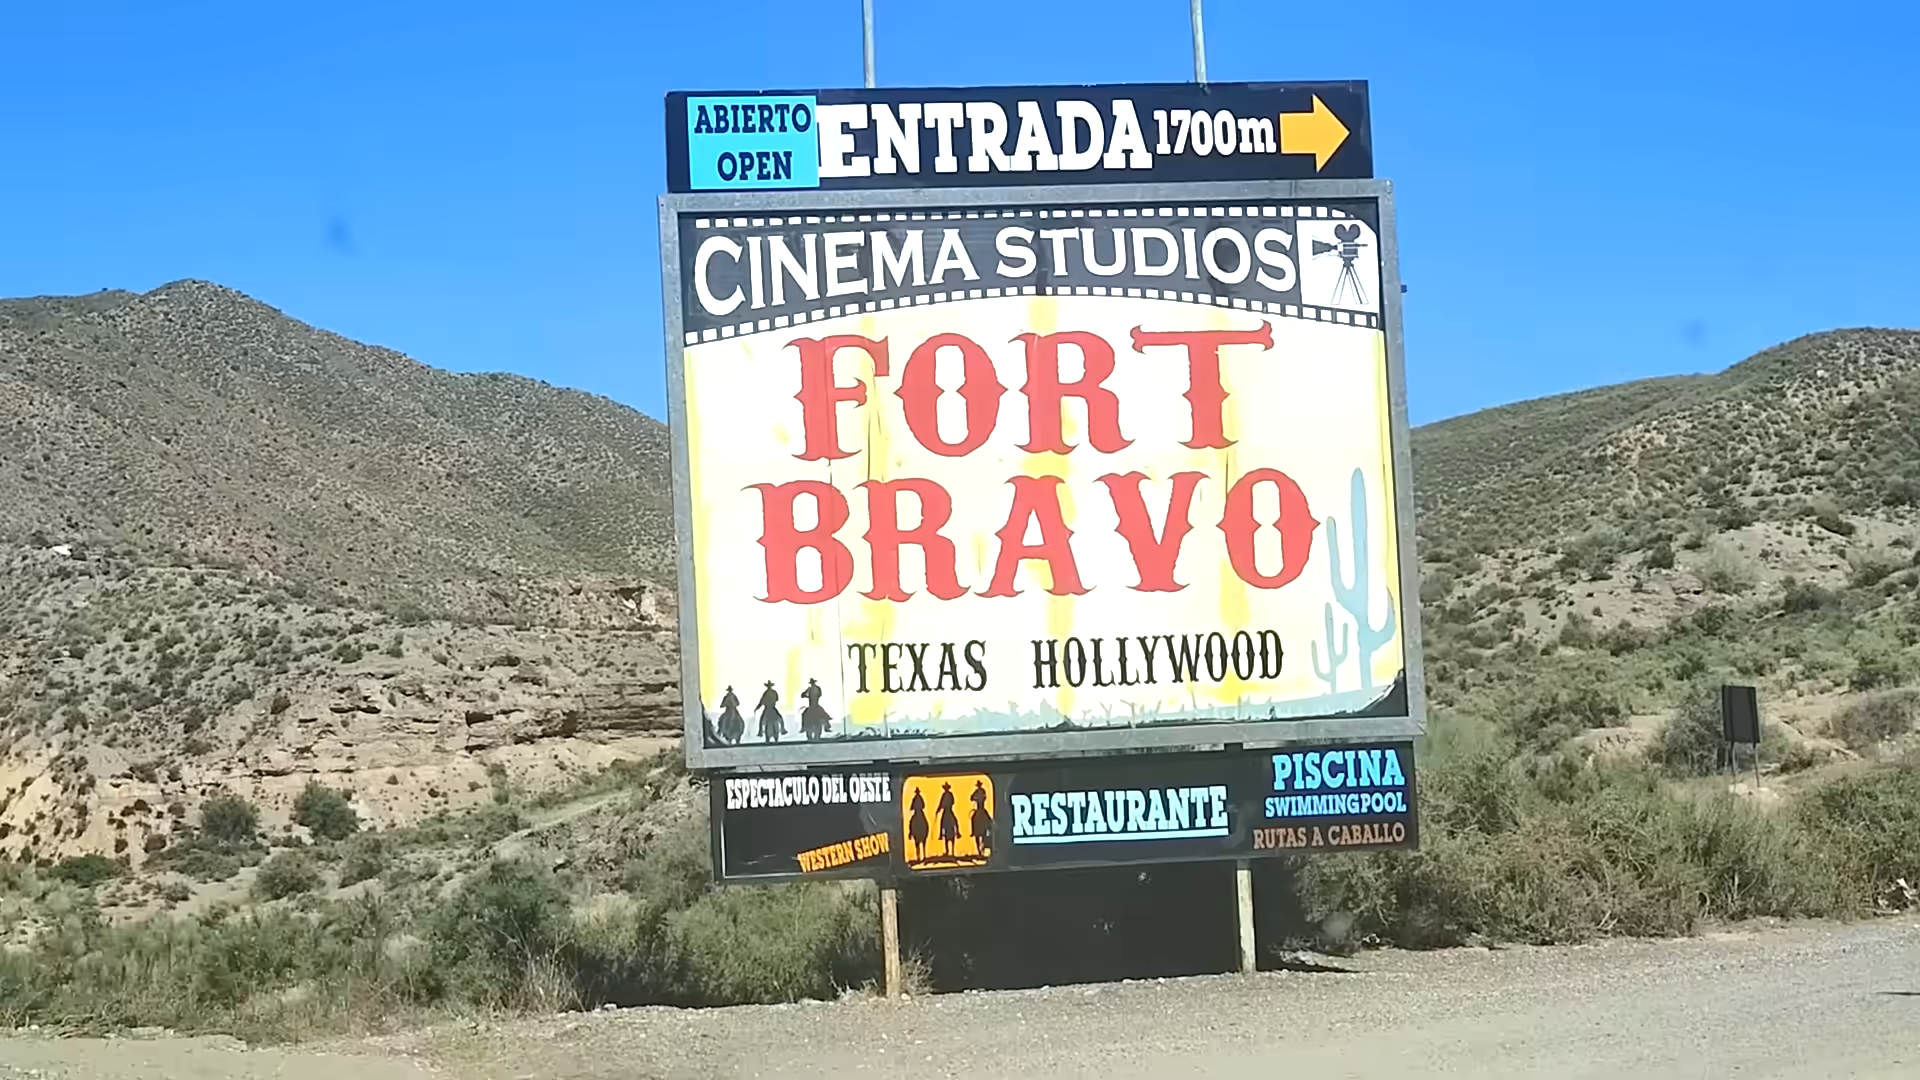 ABIERTO
OPEN
ENTRADA 1700m
CINEMA STUDIOS
FORT
BRAVO
TEXAS HOLLYWOOD
ESPECTACULO DEL OESTE
WESTERN SHOW
RESTAURANTE
PISCINA
SWIMMINGPOOL
RUTAS A CABALLO